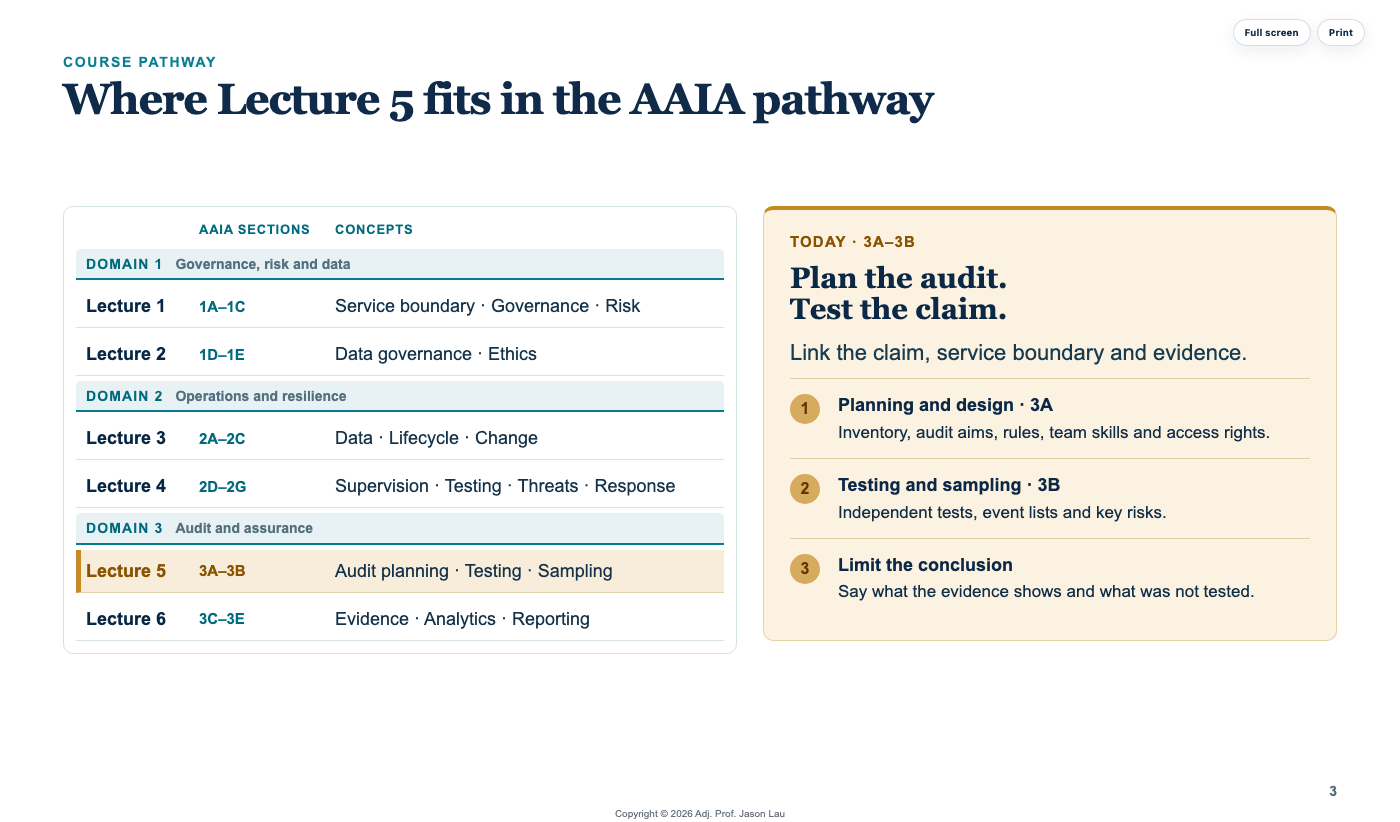 Full screen
Print
COURSE PATHWAY
Where Lecture 5 fits in the AAIA pathway
AAIA SECTIONS CONCEPTS
DOMAIN 1 Governance, risk and data
Lecture 1 1A–1C Service boundary · Governance · Risk
Lecture 2 1D–1E Data governance · Ethics
DOMAIN 2 Operations and resilience
Lecture 3 2A–2C Data · Lifecycle · Change
Lecture 4 2D–2G Supervision · Testing · Threats · Response
DOMAIN 3 Audit and assurance
Lecture 5 3A–3B Audit planning · Testing · Sampling
Lecture 6 3C–3E Evidence · Analytics · Reporting
TODAY · 3A–3B
Plan the audit.
Test the claim.
Link the claim, service boundary and evidence.
1 Planning and design · 3A
Inventory, audit aims, rules, team skills and access rights.
2 Testing and sampling · 3B
Independent tests, event lists and key risks.
3 Limit the conclusion
Say what the evidence shows and what was not tested.
3
Copyright © 2026 Adj. Prof. Jason Lau